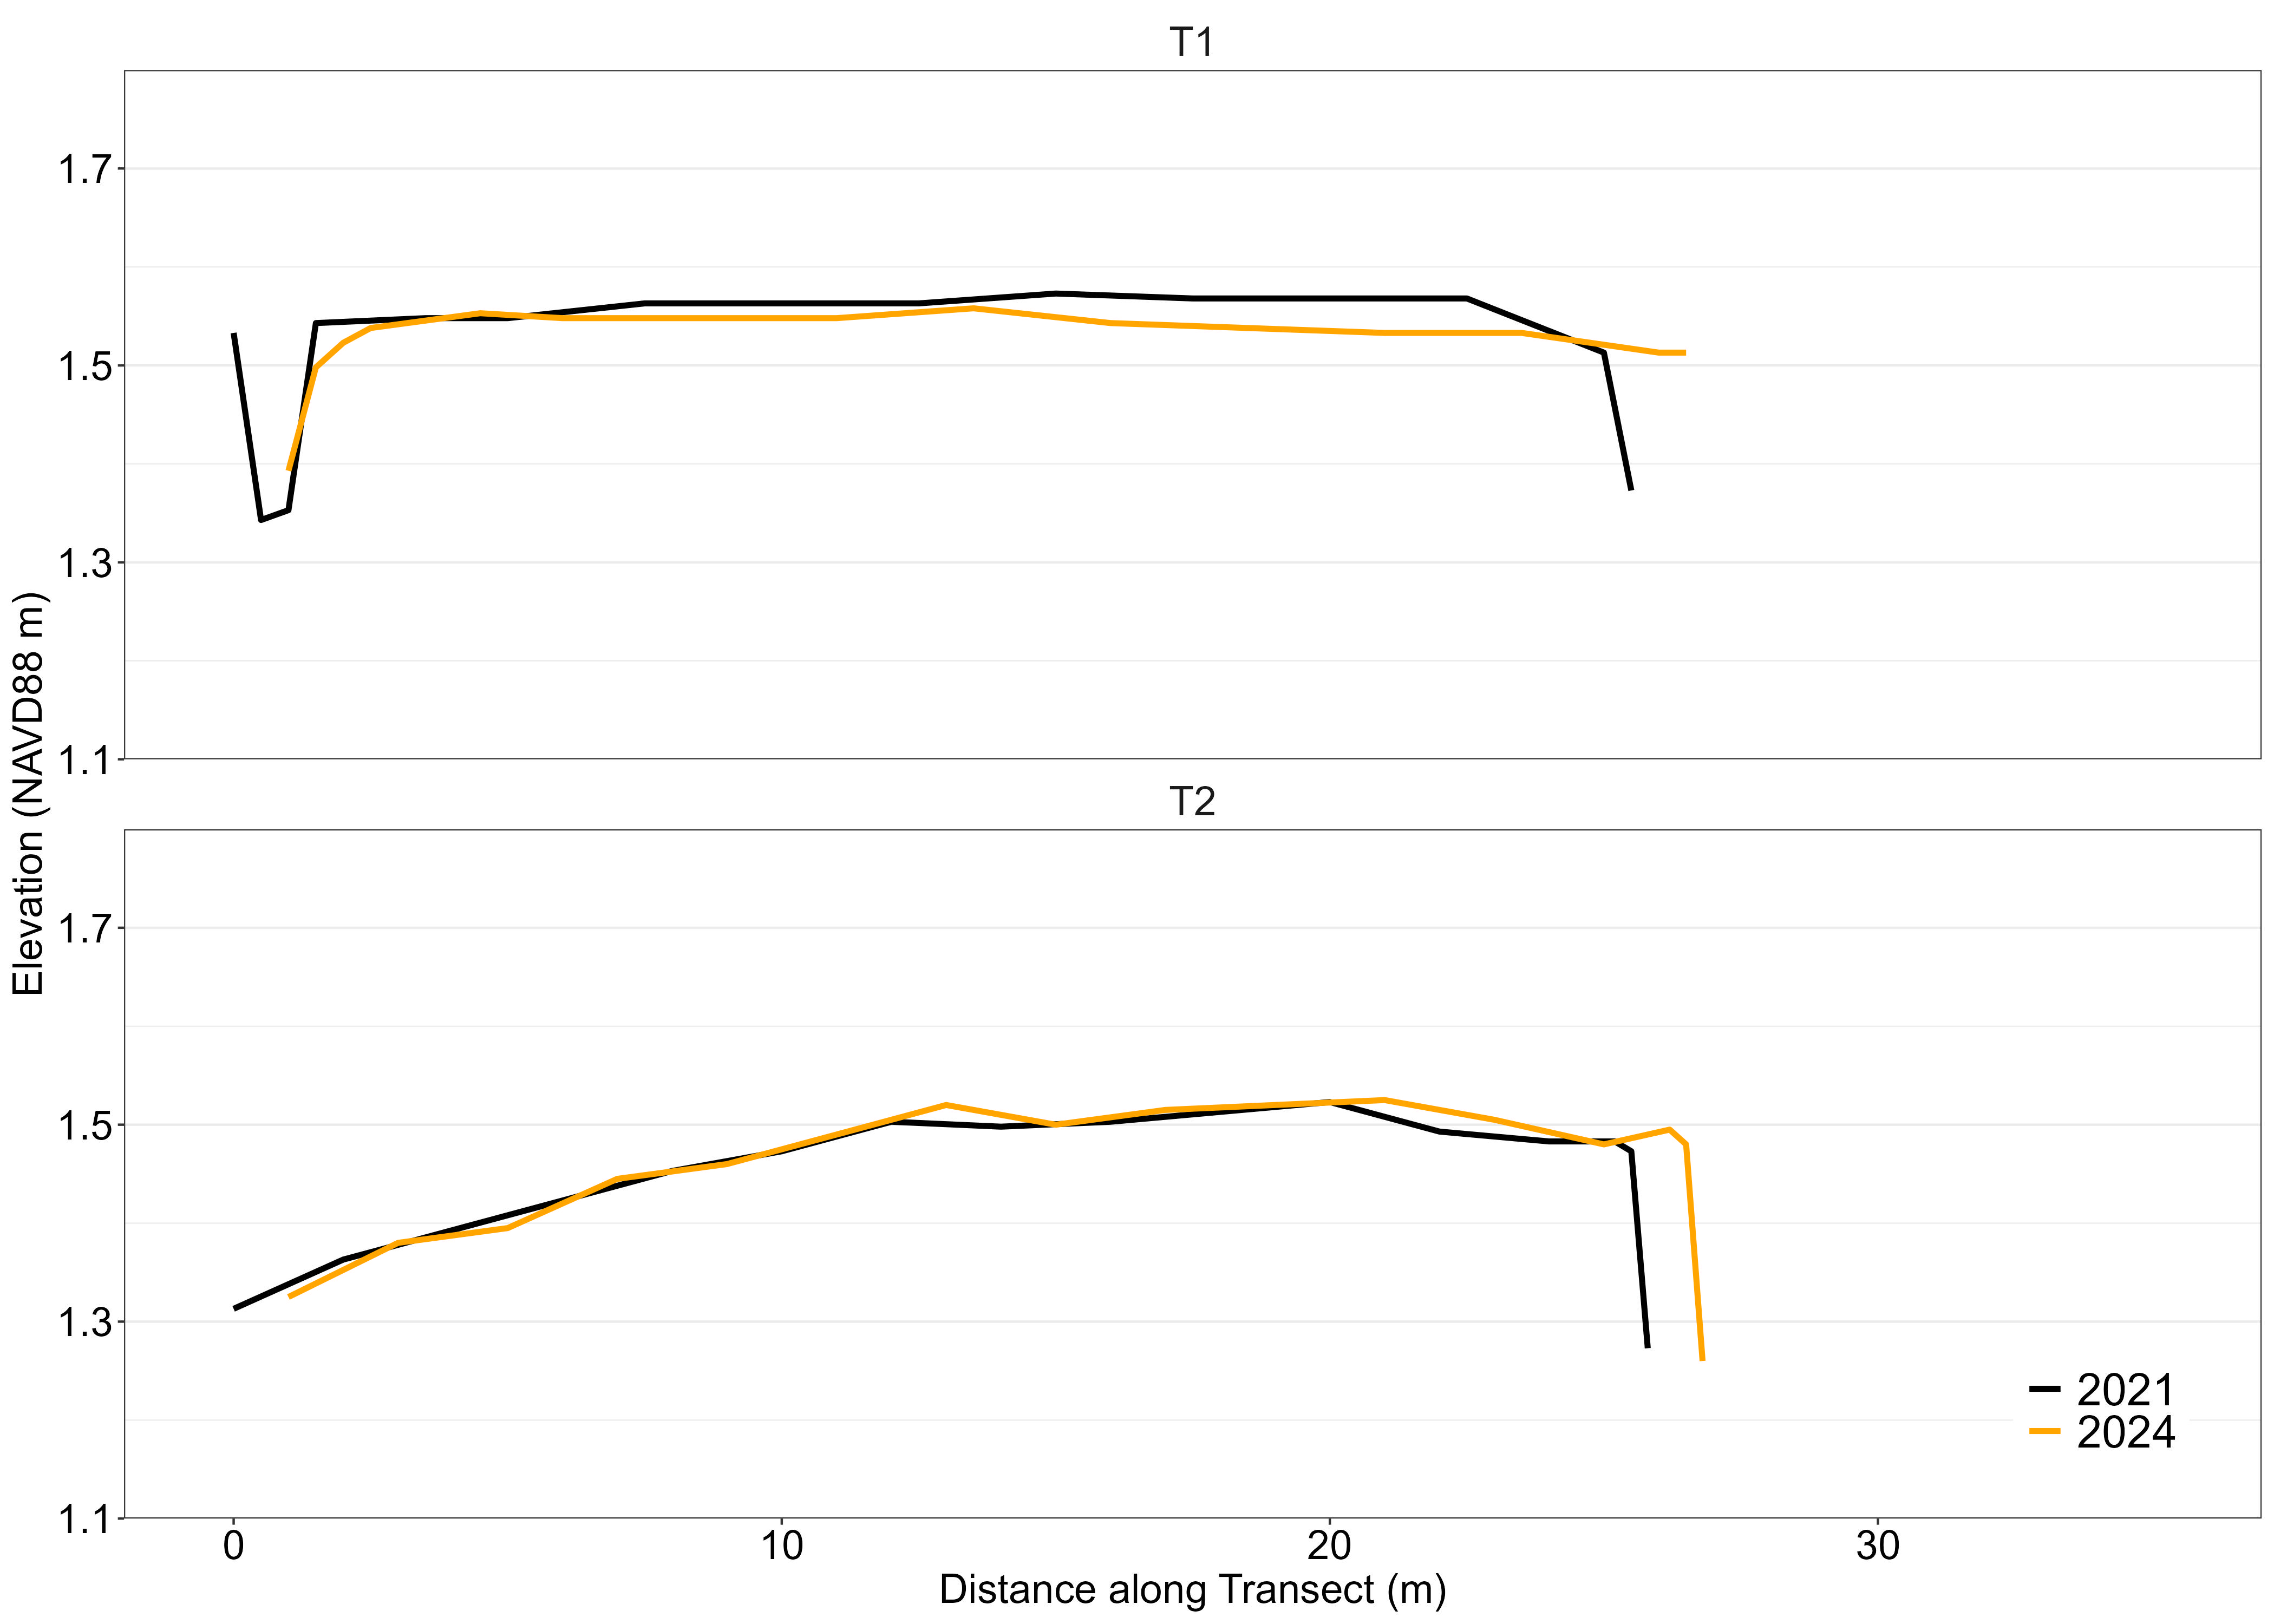 T1
1.7
1.5
1.3
1.1
Elevation (NAVD88 m)
T2
1.7
1.5
1.3
1.1
2021
2024
0 10 20 30
Distance along Transect (m)